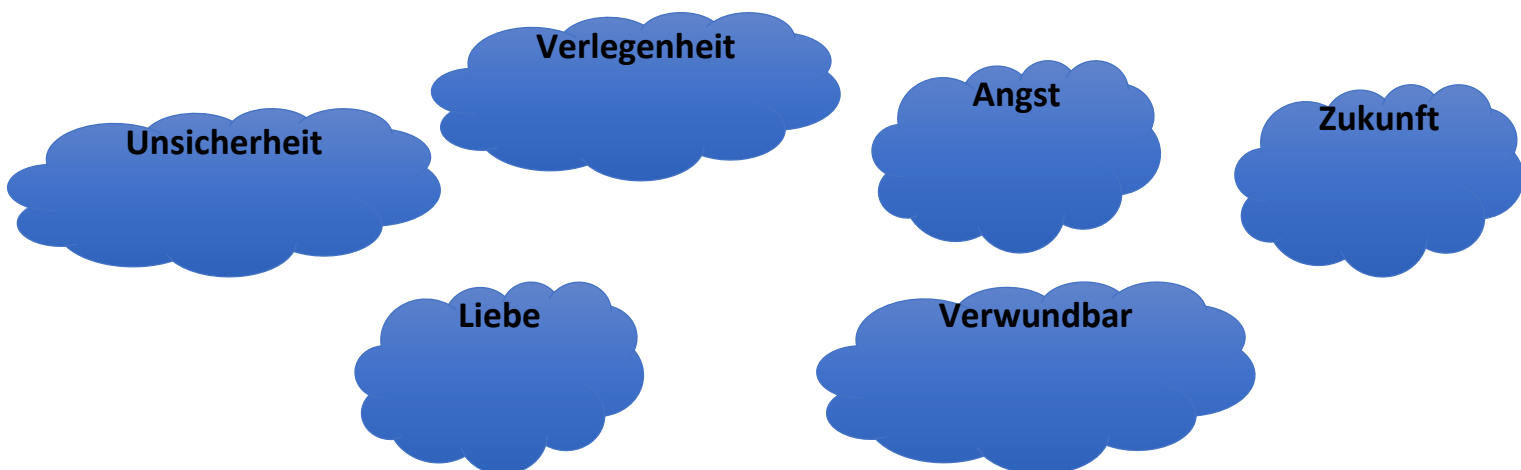 Verlegenheit
Angst
Zukunft
Unsicherheit
Liebe
Verwundbar